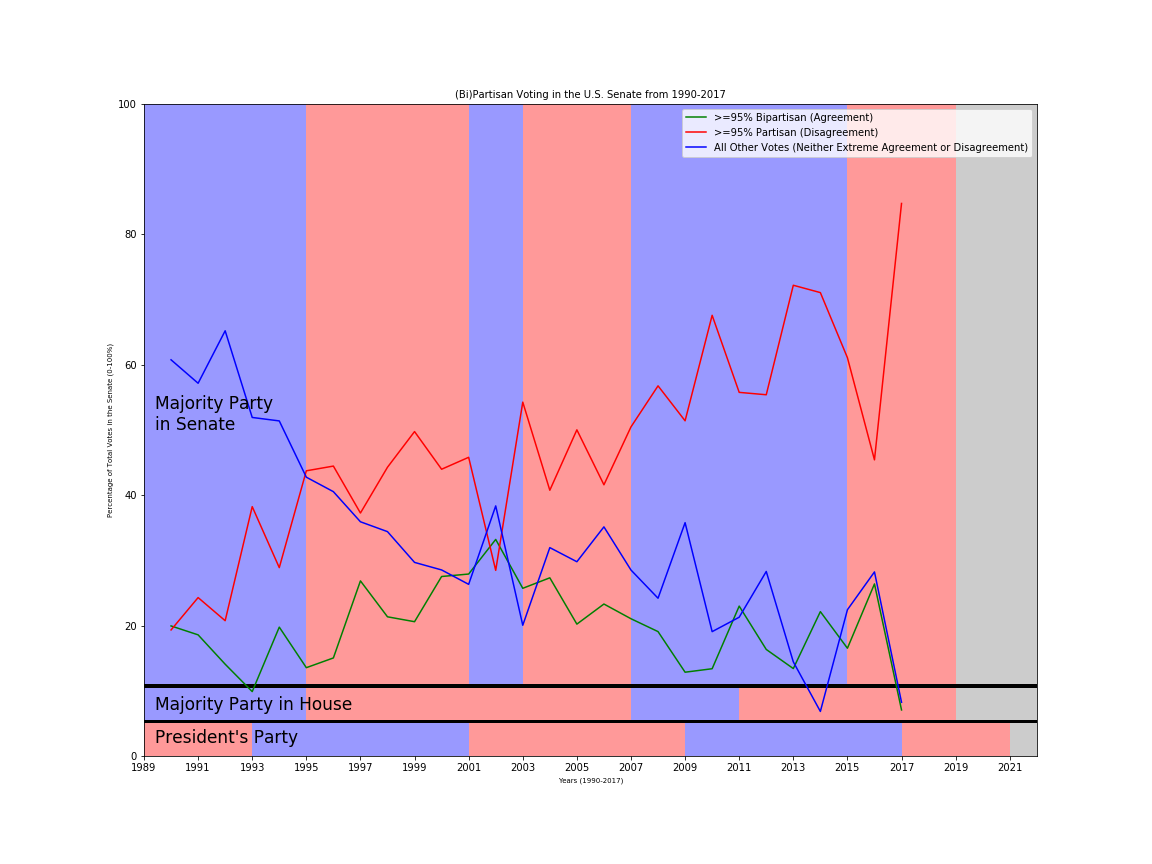 (Bi)Partisan Voting in the U.S. Senate from 1990-2017
>=95% Bipartisan (Agreement)
>=95% Partisan (Disagreement)
All Other Votes (Neither Extreme Agreement or Disagreement)
100
80
60
40
20
0
Percentage of Total Votes in the Senate (0-100%)
Majority Party
in Senate
Majority Party in House
President's Party
1989 1991 1993 1995 1997 1999 2001 2003 2005 2007 2009 2011 2013 2015 2017 2019 2021
Years (1990-2017)